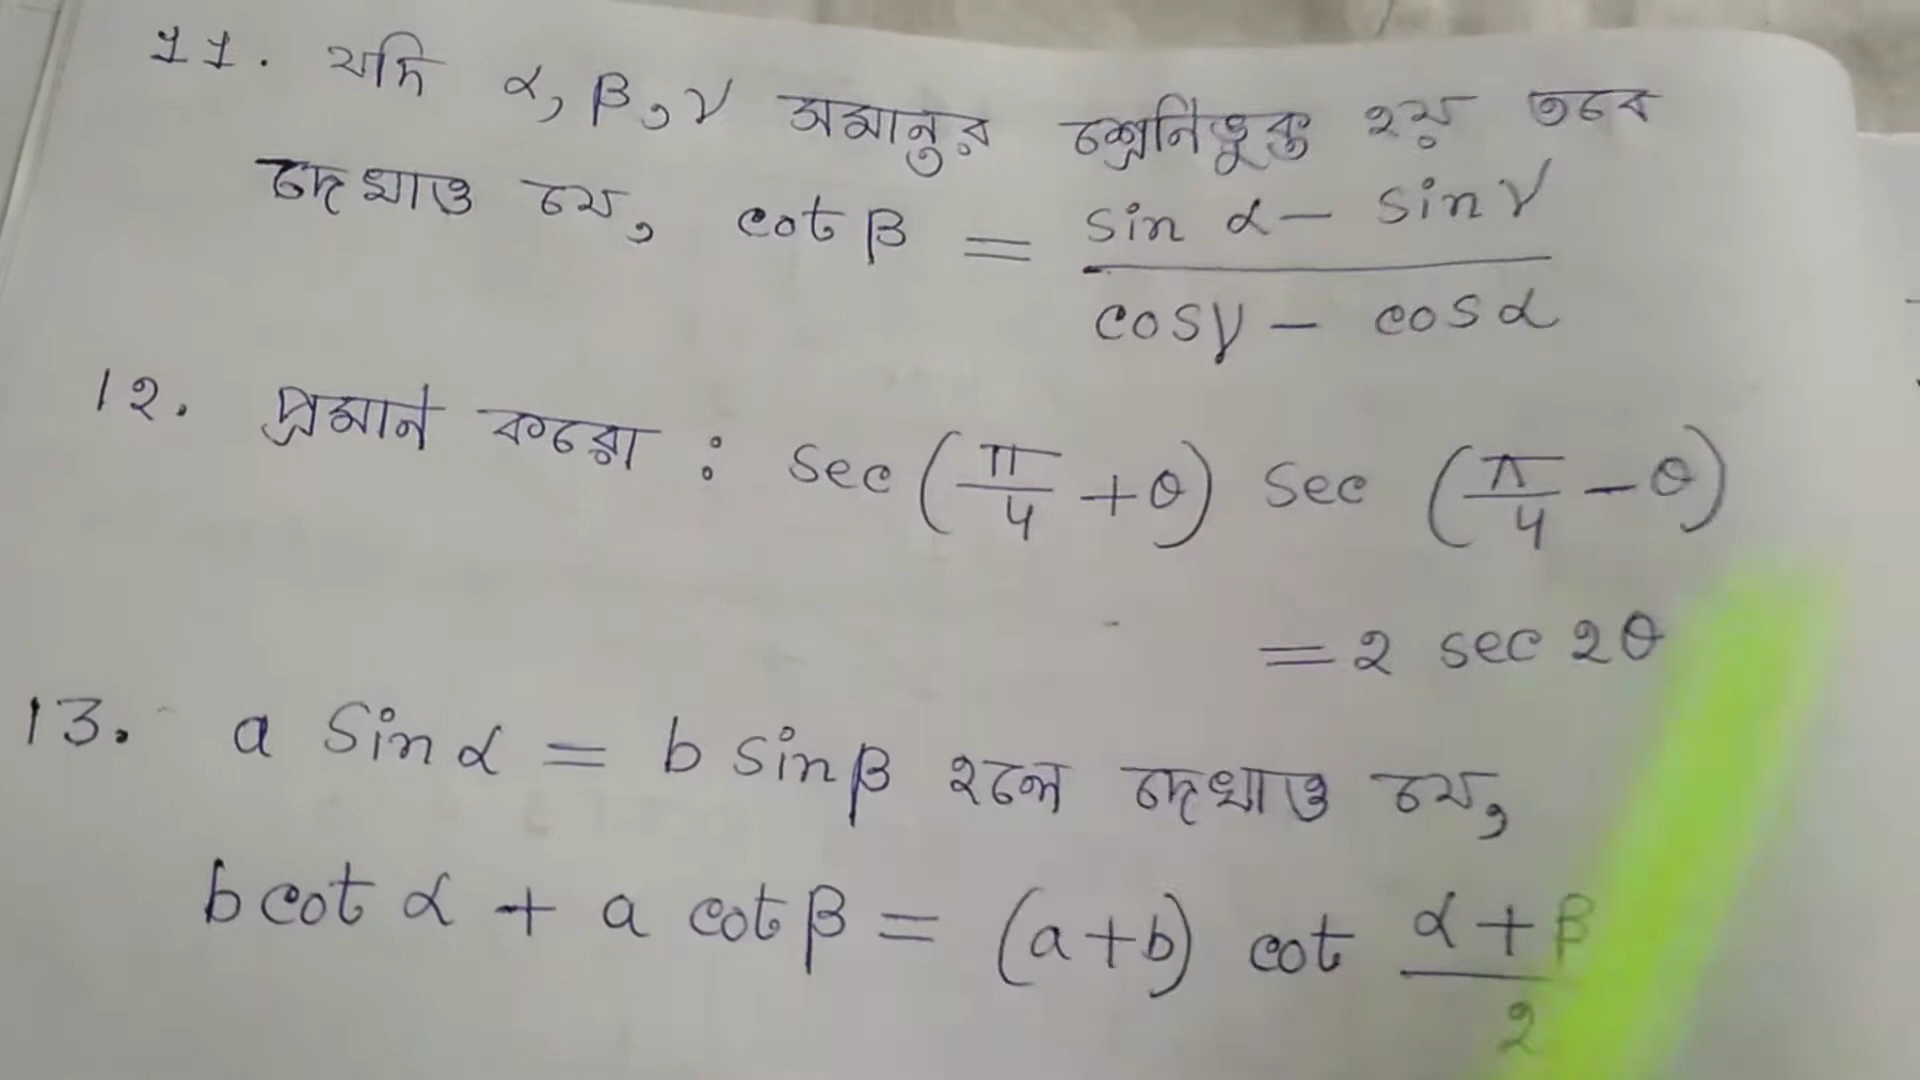 11. যদি α, β, γ সমান্তর শ্রেনিভুক্ত হয় তবে
দেখাও যে, cot β = (sin α − sin γ) / (cos γ − cos α)
12. প্রমান করো : sec (π/4 + θ) sec (π/4 − θ)
= 2 sec 2θ
13. a sin α = b sin β হলে দেখাও যে,
b cot α + a cot β = (a+b) cot (α + β)/2